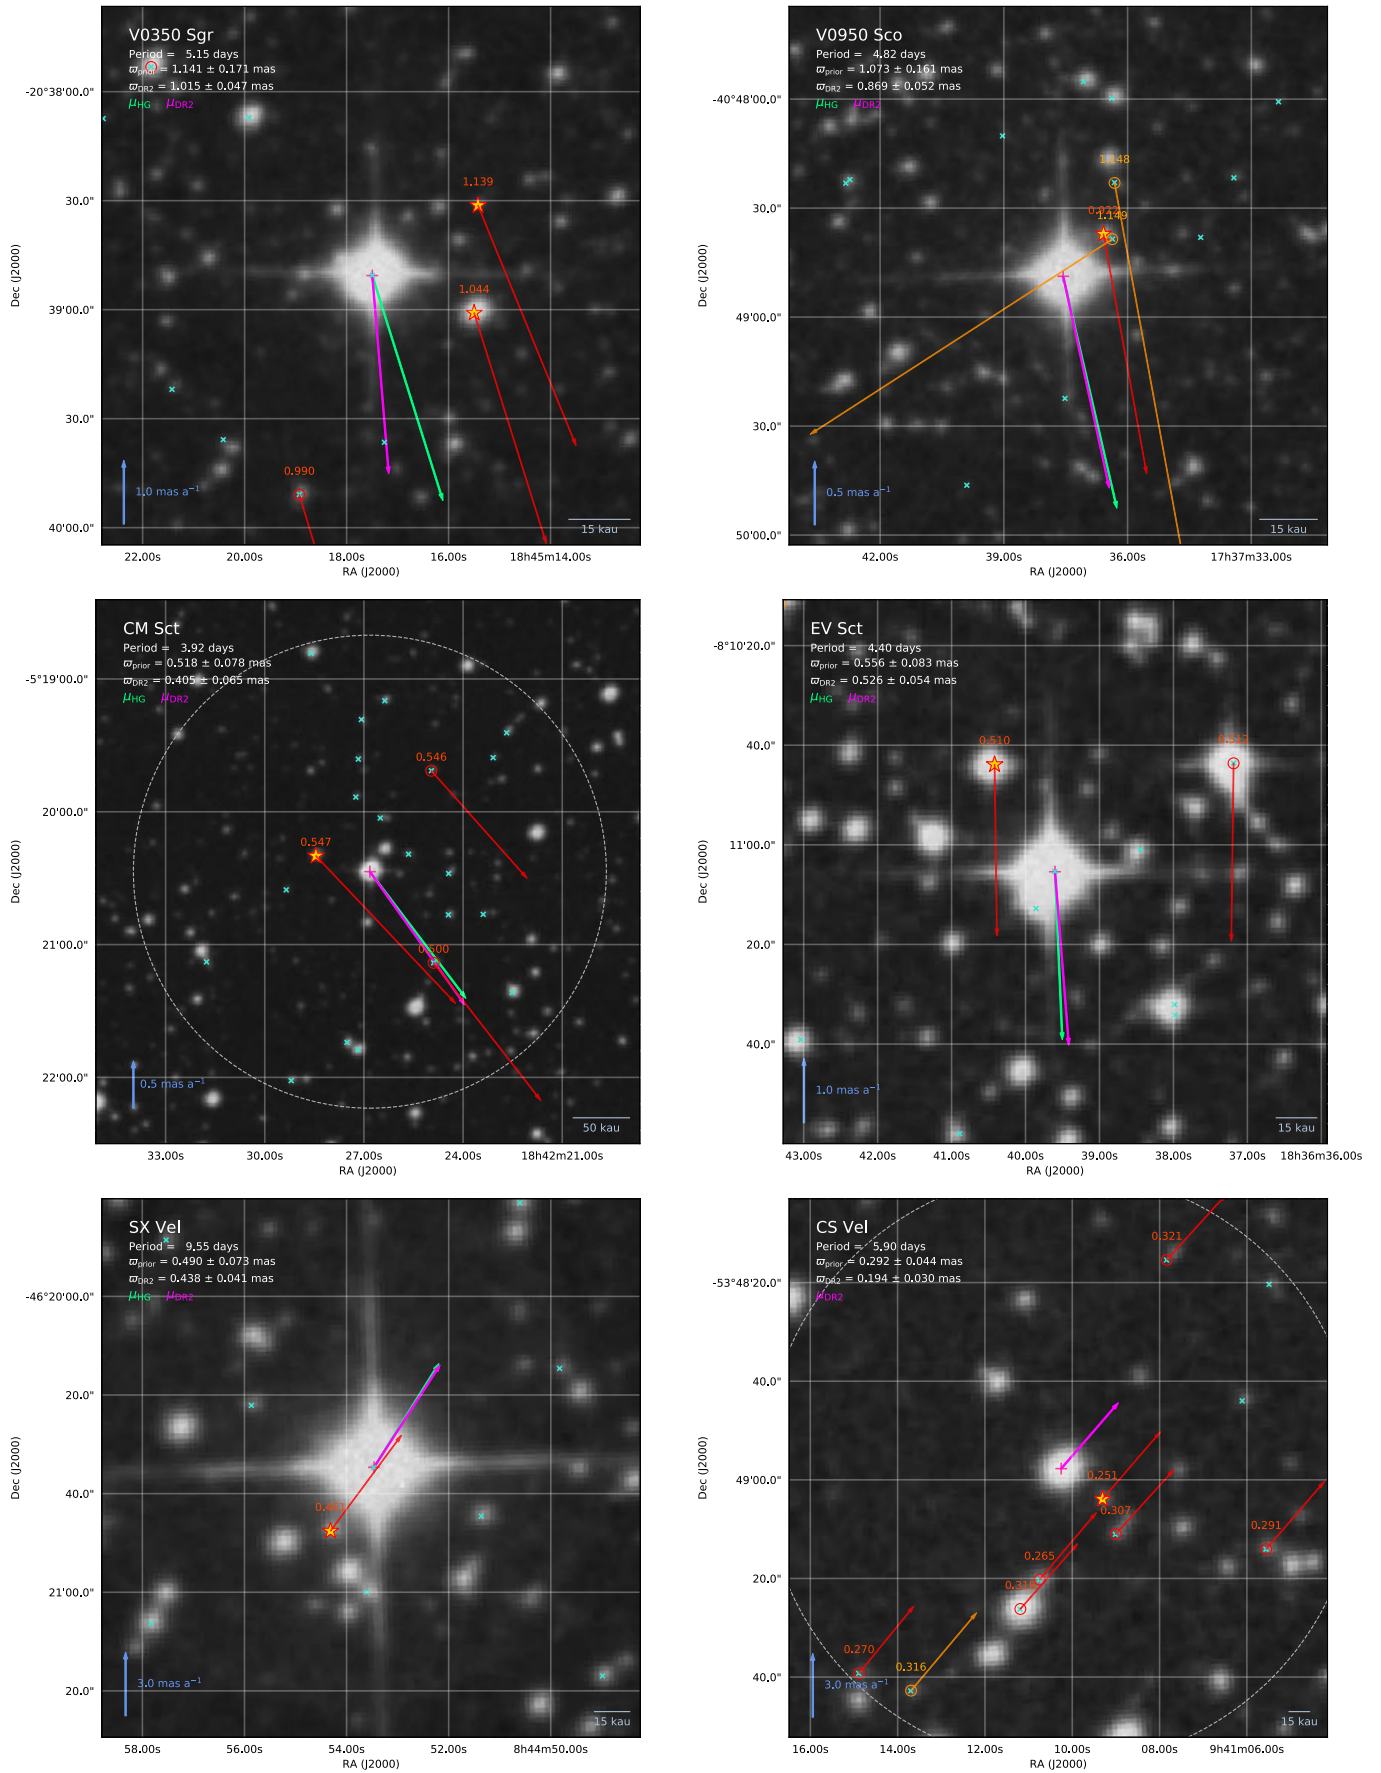 V0350 Sgr
Period = 5.15 days
ϖprior = 1.141 ± 0.171 mas
ϖDR2 = 1.015 ± 0.047 mas
μHG μDR2
-20°38'00.0"
30.0"
39'00.0"
30.0"
40'00.0"
Dec (J2000)
1.139
1.044
0.990
1.0 mas a⁻¹
15 kau
22.00s 20.00s 18.00s 16.00s 18h45m14.00s
RA (J2000)
V0950 Sco
Period = 4.82 days
ϖprior = 1.073 ± 0.161 mas
ϖDR2 = 0.869 ± 0.052 mas
μHG μDR2
-40°48'00.0"
30.0"
49'00.0"
30.0"
50'00.0"
Dec (J2000)
1.148
1.149
0.5 mas a⁻¹
15 kau
42.00s 39.00s 36.00s 17h37m33.00s
RA (J2000)
CM Sct
Period = 3.92 days
ϖprior = 0.518 ± 0.078 mas
ϖDR2 = 0.405 ± 0.065 mas
μHG μDR2
-5°19'00.0"
20'00.0"
21'00.0"
22'00.0"
Dec (J2000)
0.546
0.547
0.500
0.5 mas a⁻¹
50 kau
33.00s 30.00s 27.00s 24.00s 18h42m21.00s
RA (J2000)
EV Sct
Period = 4.40 days
ϖprior = 0.556 ± 0.083 mas
ϖDR2 = 0.526 ± 0.054 mas
μHG μDR2
-8°10'20.0"
40.0"
11'00.0"
20.0"
40.0"
Dec (J2000)
0.510
1.0 mas a⁻¹
15 kau
43.00s 42.00s 41.00s 40.00s 39.00s 38.00s 37.00s 18h36m36.00s
RA (J2000)
SX Vel
Period = 9.55 days
ϖprior = 0.490 ± 0.073 mas
ϖDR2 = 0.438 ± 0.041 mas
μHG μDR2
-46°20'00.0"
20.0"
40.0"
21'00.0"
20.0"
Dec (J2000)
3.0 mas a⁻¹
15 kau
58.00s 56.00s 54.00s 52.00s 8h44m50.00s
RA (J2000)
CS Vel
Period = 5.90 days
ϖprior = 0.292 ± 0.044 mas
ϖDR2 = 0.194 ± 0.030 mas
μDR2
-53°48'20.0"
40.0"
49'00.0"
20.0"
40.0"
Dec (J2000)
0.321
0.251
0.307
0.291
0.265
0.270
0.316
3.0 mas a⁻¹
15 kau
16.00s 14.00s 12.00s 10.00s 08.00s 9h41m06.00s
RA (J2000)